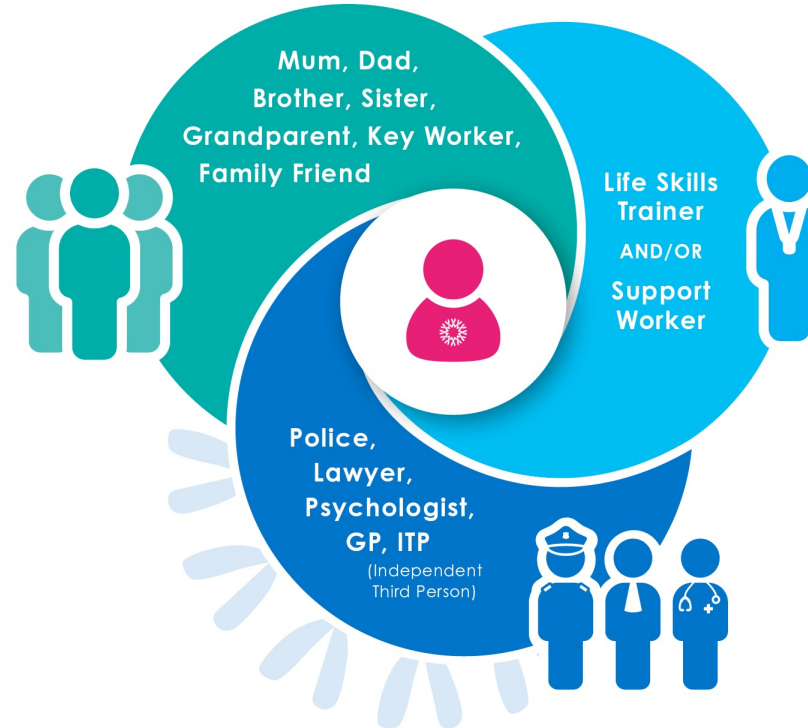 Mum, Dad,
Brother, Sister,
Grandparent, Key Worker,
Family Friend
Life Skills
Trainer
AND/OR
Support
Worker
Police,
Lawyer,
Psychologist,
GP, ITP
(Independent
Third Person)